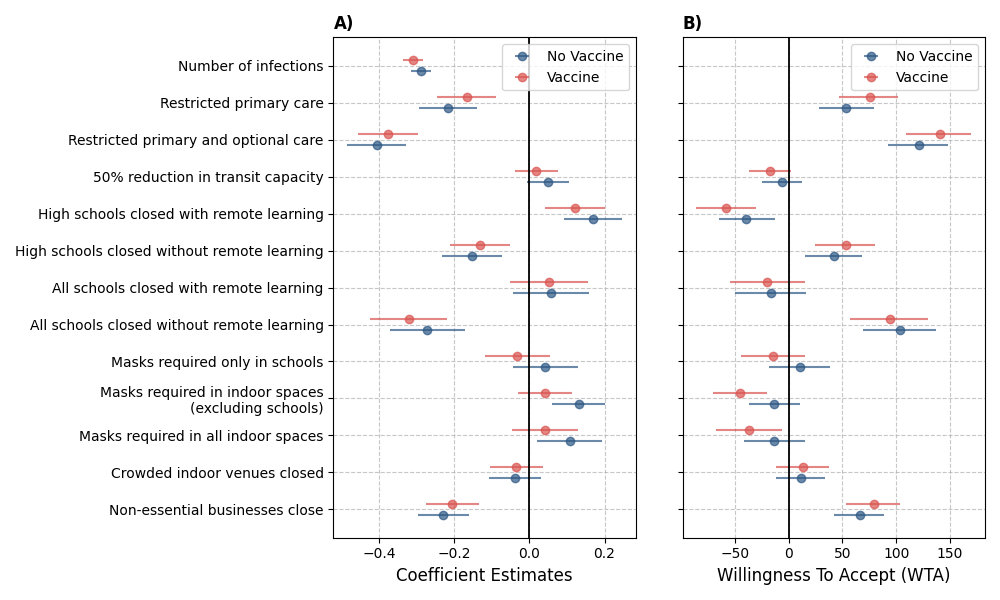 A)
B)
No Vaccine
Vaccine
No Vaccine
Vaccine
Number of infections
Restricted primary care
Restricted primary and optional care
50% reduction in transit capacity
High schools closed with remote learning
High schools closed without remote learning
All schools closed with remote learning
All schools closed without remote learning
Masks required only in schools
Masks required in indoor spaces
(excluding schools)
Masks required in all indoor spaces
Crowded indoor venues closed
Non-essential businesses close
−0.4 −0.2 0.0 0.2
−50 0 50 100 150
Coefficient Estimates
Willingness To Accept (WTA)